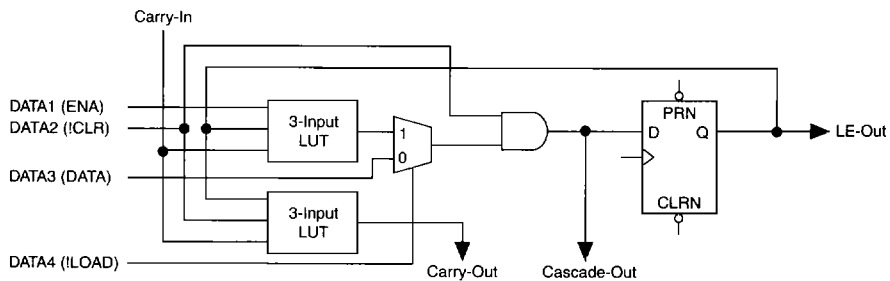 Carry-In
DATA1 (ENA)
DATA2 (!CLR)
3-Input
LUT
1
0
PRN
D Q
LE-Out
DATA3 (DATA)
3-Input
LUT
CLRN
DATA4 (!LOAD)
Carry-Out
Cascade-Out